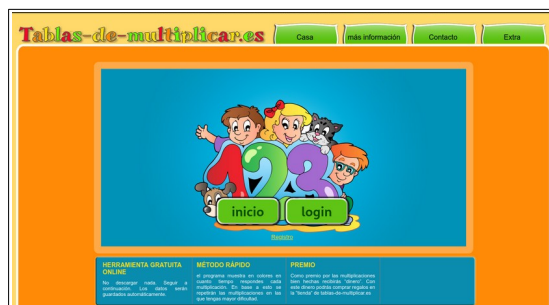 Tablas-de-multiplicar.es
Casa
más información
Contacto
Extra
123
inicio
login
Registro
HERRAMIENTA GRATUITA
ONLINE
No descargar nada. Seguir a
continuación. Los datos serán
guardados automáticamente.
MÉTODO RÁPIDO
el programa muestra en colores en
cuanto tiempo respondes cada
multiplicación. En base a esto se
repetirán las multiplicaciones en las
que tengas mayor dificultad.
PREMIO
Como premio por las multiplicaciones
bien hechas recibirás "dinero". Con
este dinero podrás comprar regalos en
la "tienda" de tablas-de-multiplicar.es